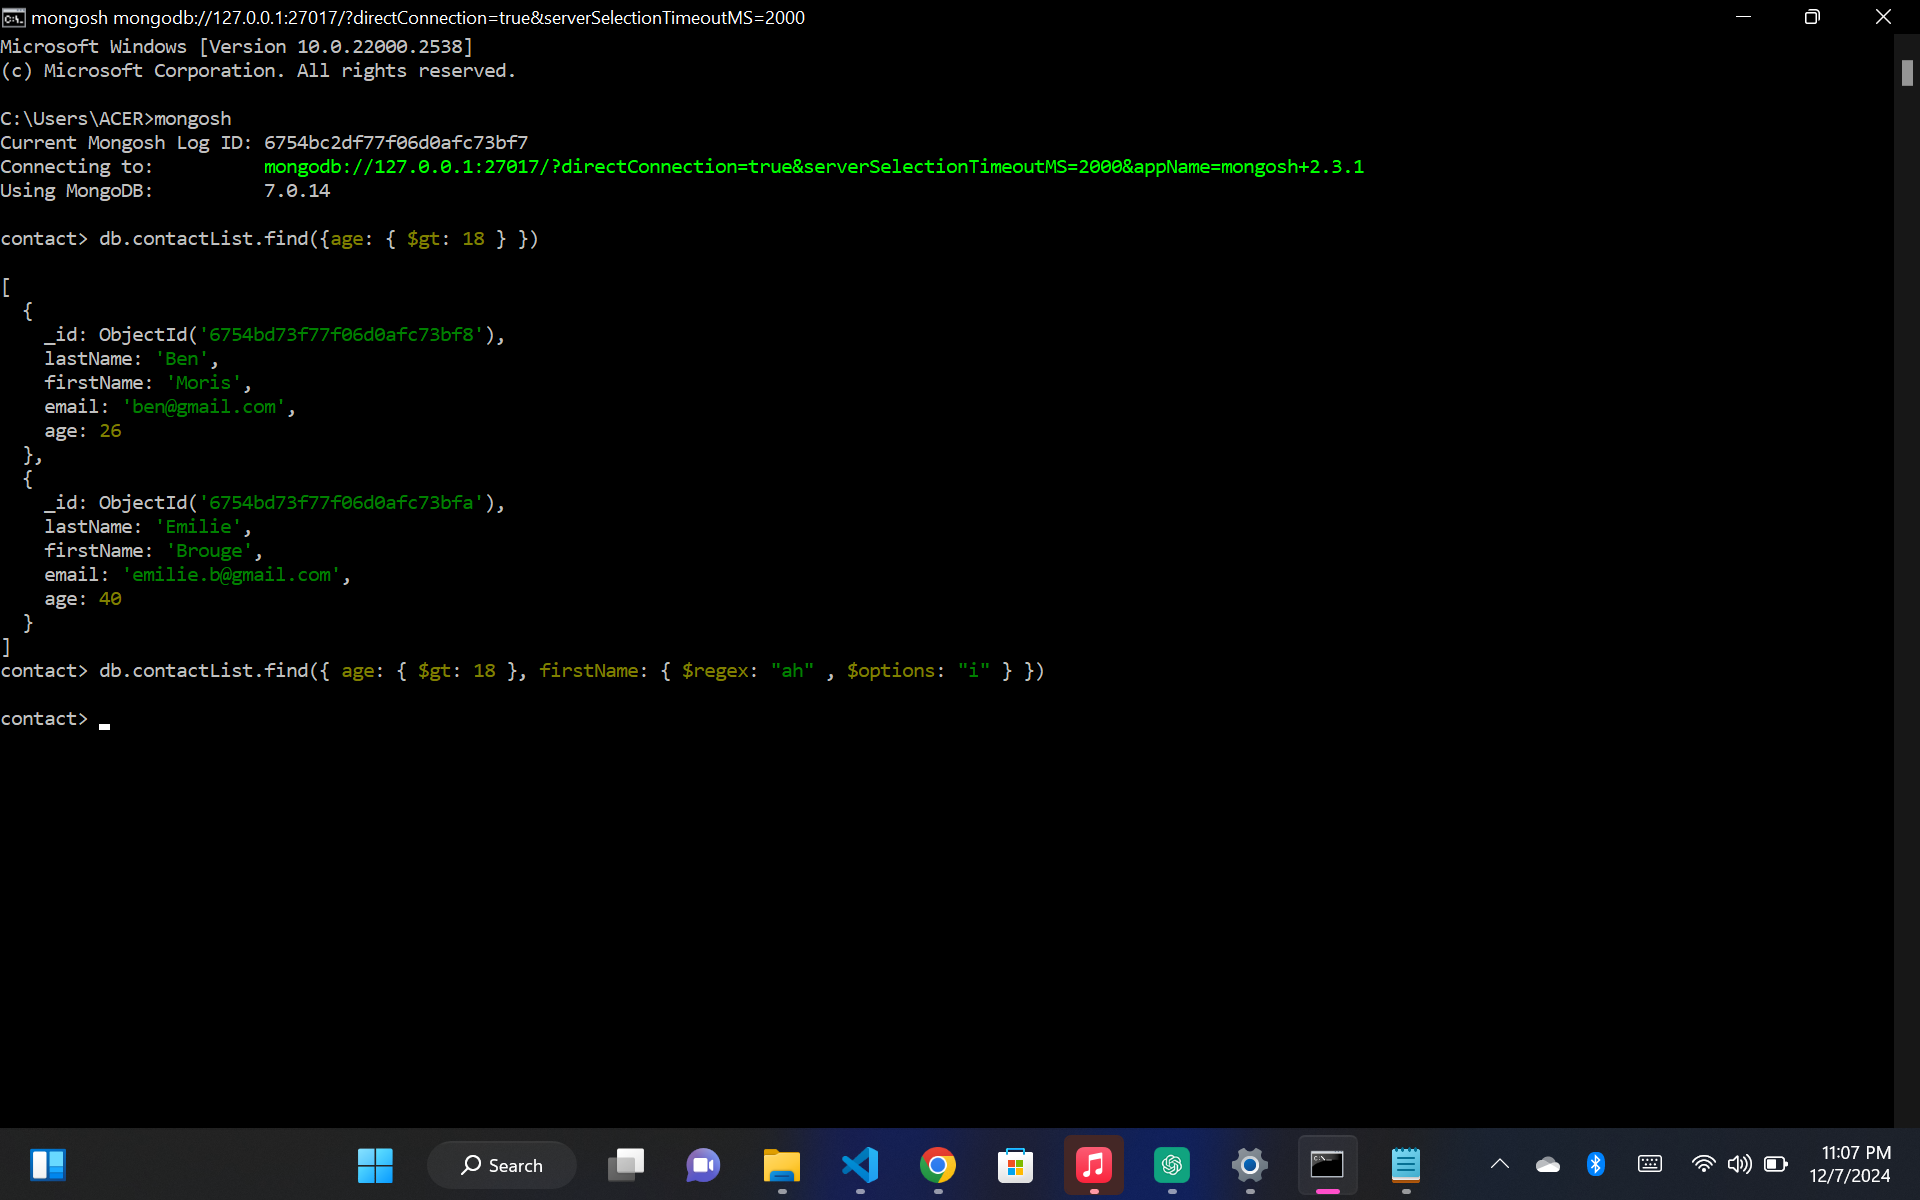 mongosh mongodb://127.0.0.1:27017/?directConnection=true&serverSelectionTimeoutMS=2000
Microsoft Windows [Version 10.0.22000.2538]
(c) Microsoft Corporation. All rights reserved.
C:\Users\ACER>mongosh
Current Mongosh Log ID: 6754bc2df77f06d0afc73bf7
Connecting to:          mongodb://127.0.0.1:27017/?directConnection=true&serverSelectionTimeoutMS=2000&appName=mongosh+2.3.1
Using MongoDB:          7.0.14
contact> db.contactList.find({age: { $gt: 18 } })
[
  {
    _id: ObjectId('6754bd73f77f06d0afc73bf8'),
    lastName: 'Ben',
    firstName: 'Moris',
    email: 'ben@gmail.com',
    age: 26
  },
  {
    _id: ObjectId('6754bd73f77f06d0afc73bfa'),
    lastName: 'Emilie',
    firstName: 'Brouge',
    email: 'emilie.b@gmail.com',
    age: 40
  }
]
contact> db.contactList.find({ age: { $gt: 18 }, firstName: { $regex: "ah" , $options: "i" } })
contact>
Search
11:07 PM
12/7/2024